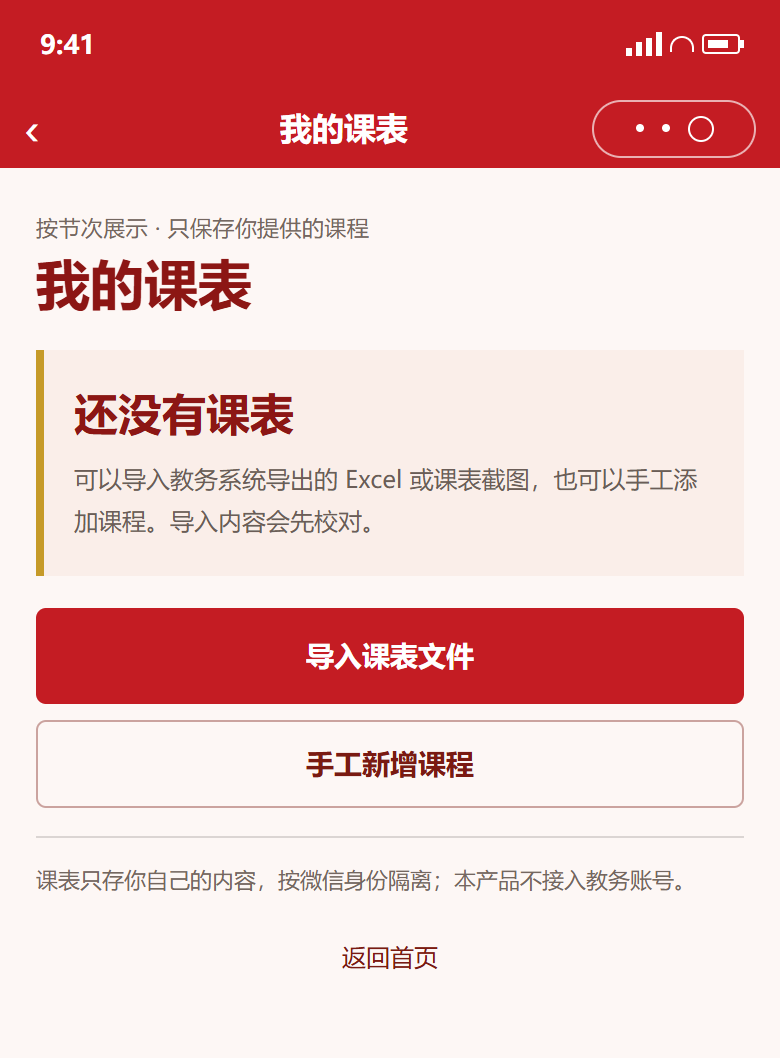 9:41
‹ 我的课表
按节次展示 · 只保存你提供的课程
我的课表
还没有课表
可以导入教务系统导出的 Excel 或课表截图，也可以手工添
加课程。导入内容会先校对。
导入课表文件
手工新增课程
课表只存你自己的内容，按微信身份隔离；本产品不接入教务账号。
返回首页